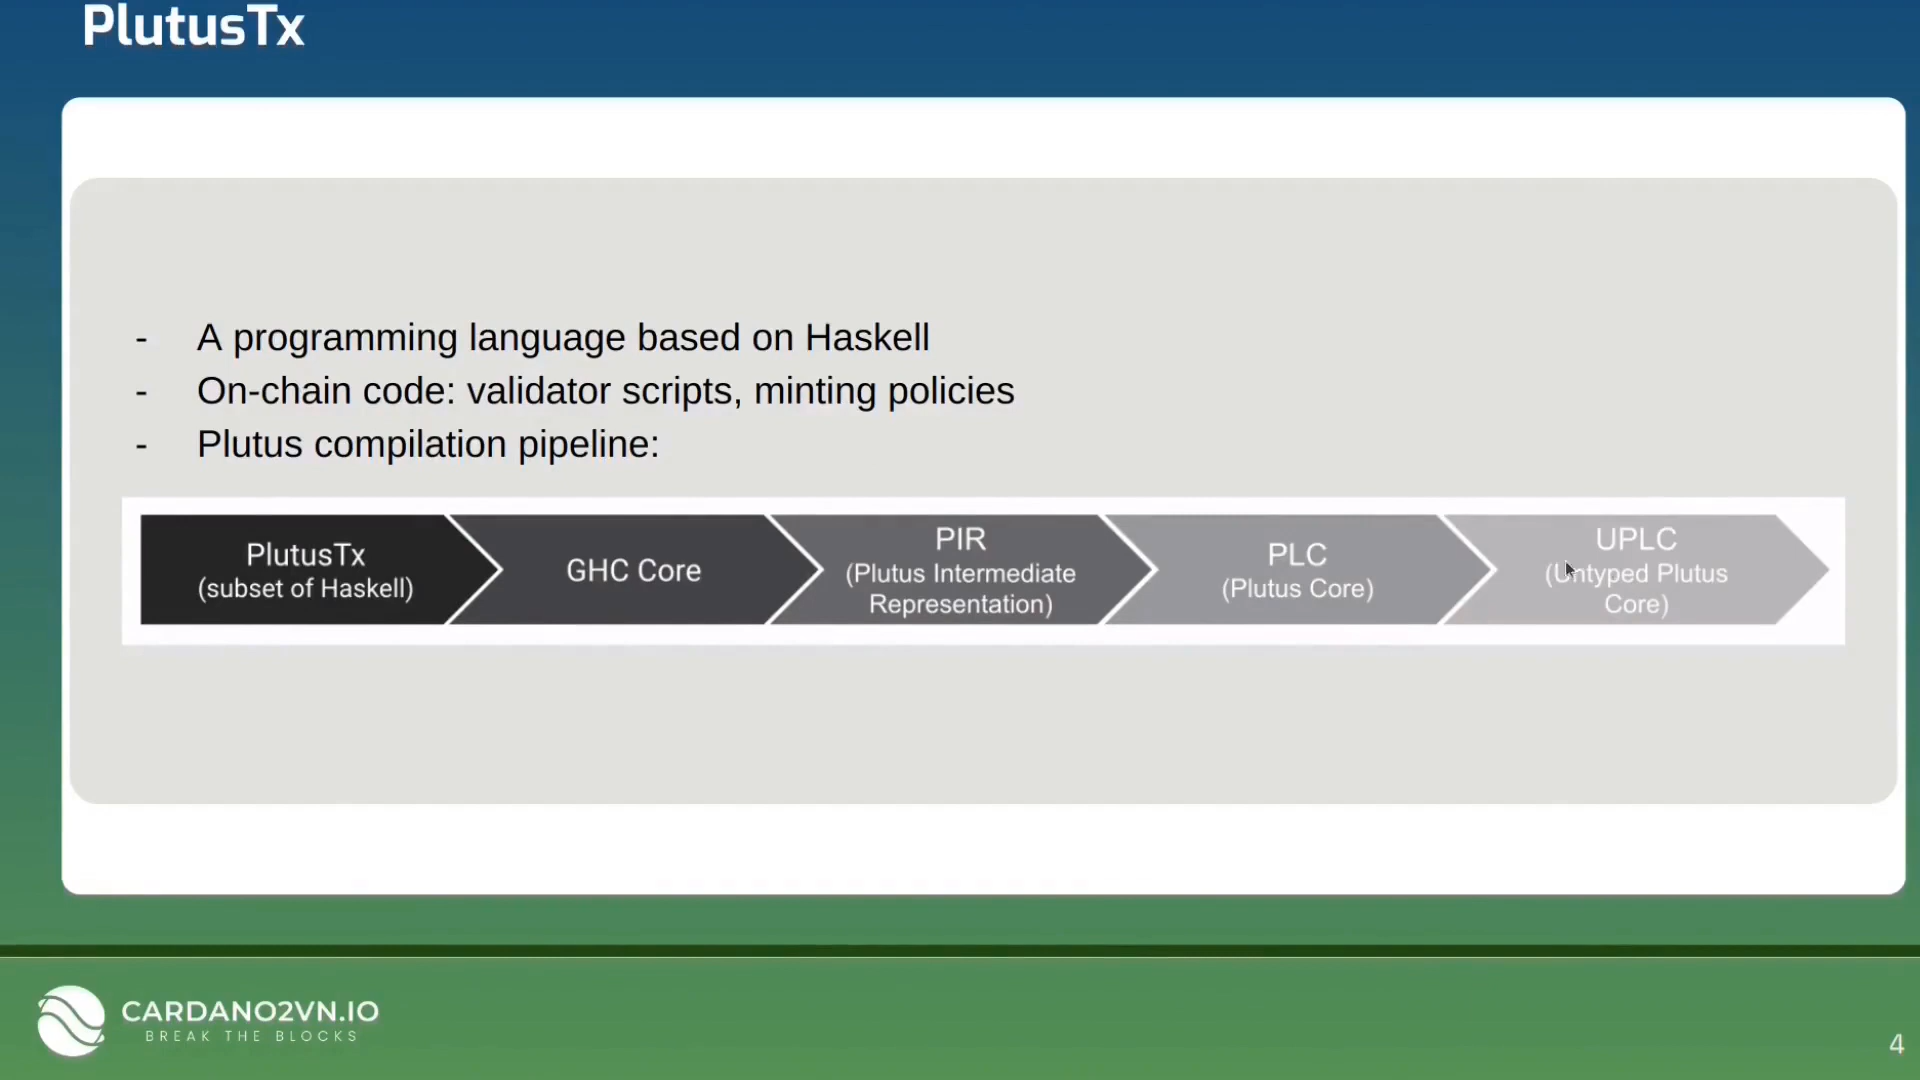 PlutusTx
- A programming language based on Haskell
- On-chain code: validator scripts, minting policies
- Plutus compilation pipeline:
PlutusTx
(subset of Haskell)
GHC Core
PIR
(Plutus Intermediate
Representation)
PLC
(Plutus Core)
UPLC
(Untyped Plutus
Core)
CARDANO2VN.IO
BREAK THE BLOCKS
4